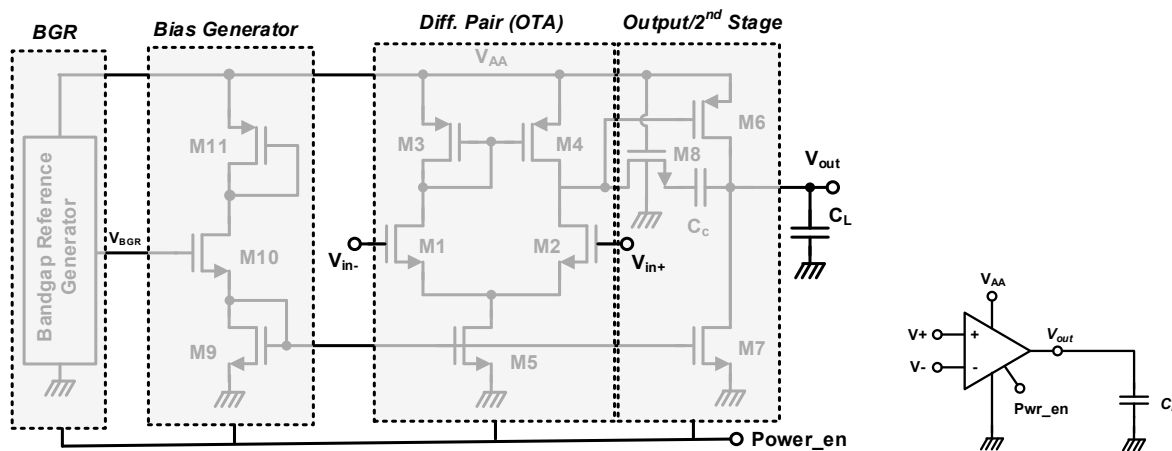 BGR
Bias Generator
Diff. Pair (OTA)
Output/2nd Stage
VAA
M11
M3
M4
M6
M8
Vout
Bandgap Reference
Generator
VBGR
M10
Cc
CL
Vin-
M1
M2
Vin+
M9
M5
M7
Power_en
VAA
V+
+
Vout
V-
-
Pwr_en